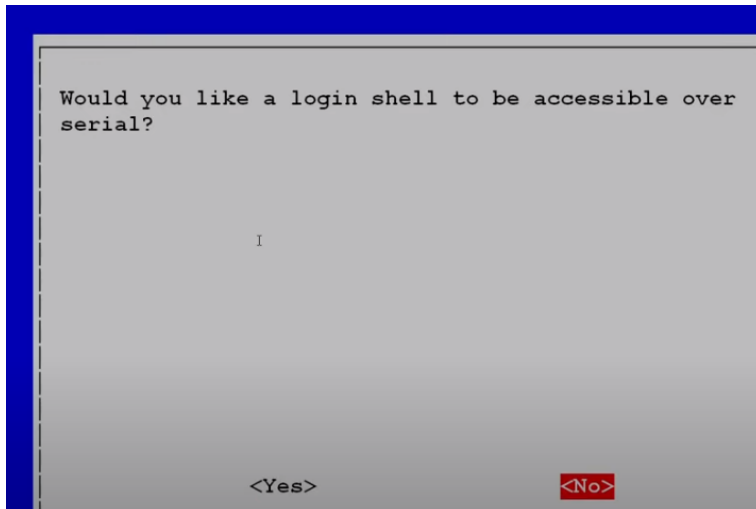 Would you like a login shell to be accessible over
serial?
<Yes> <No>